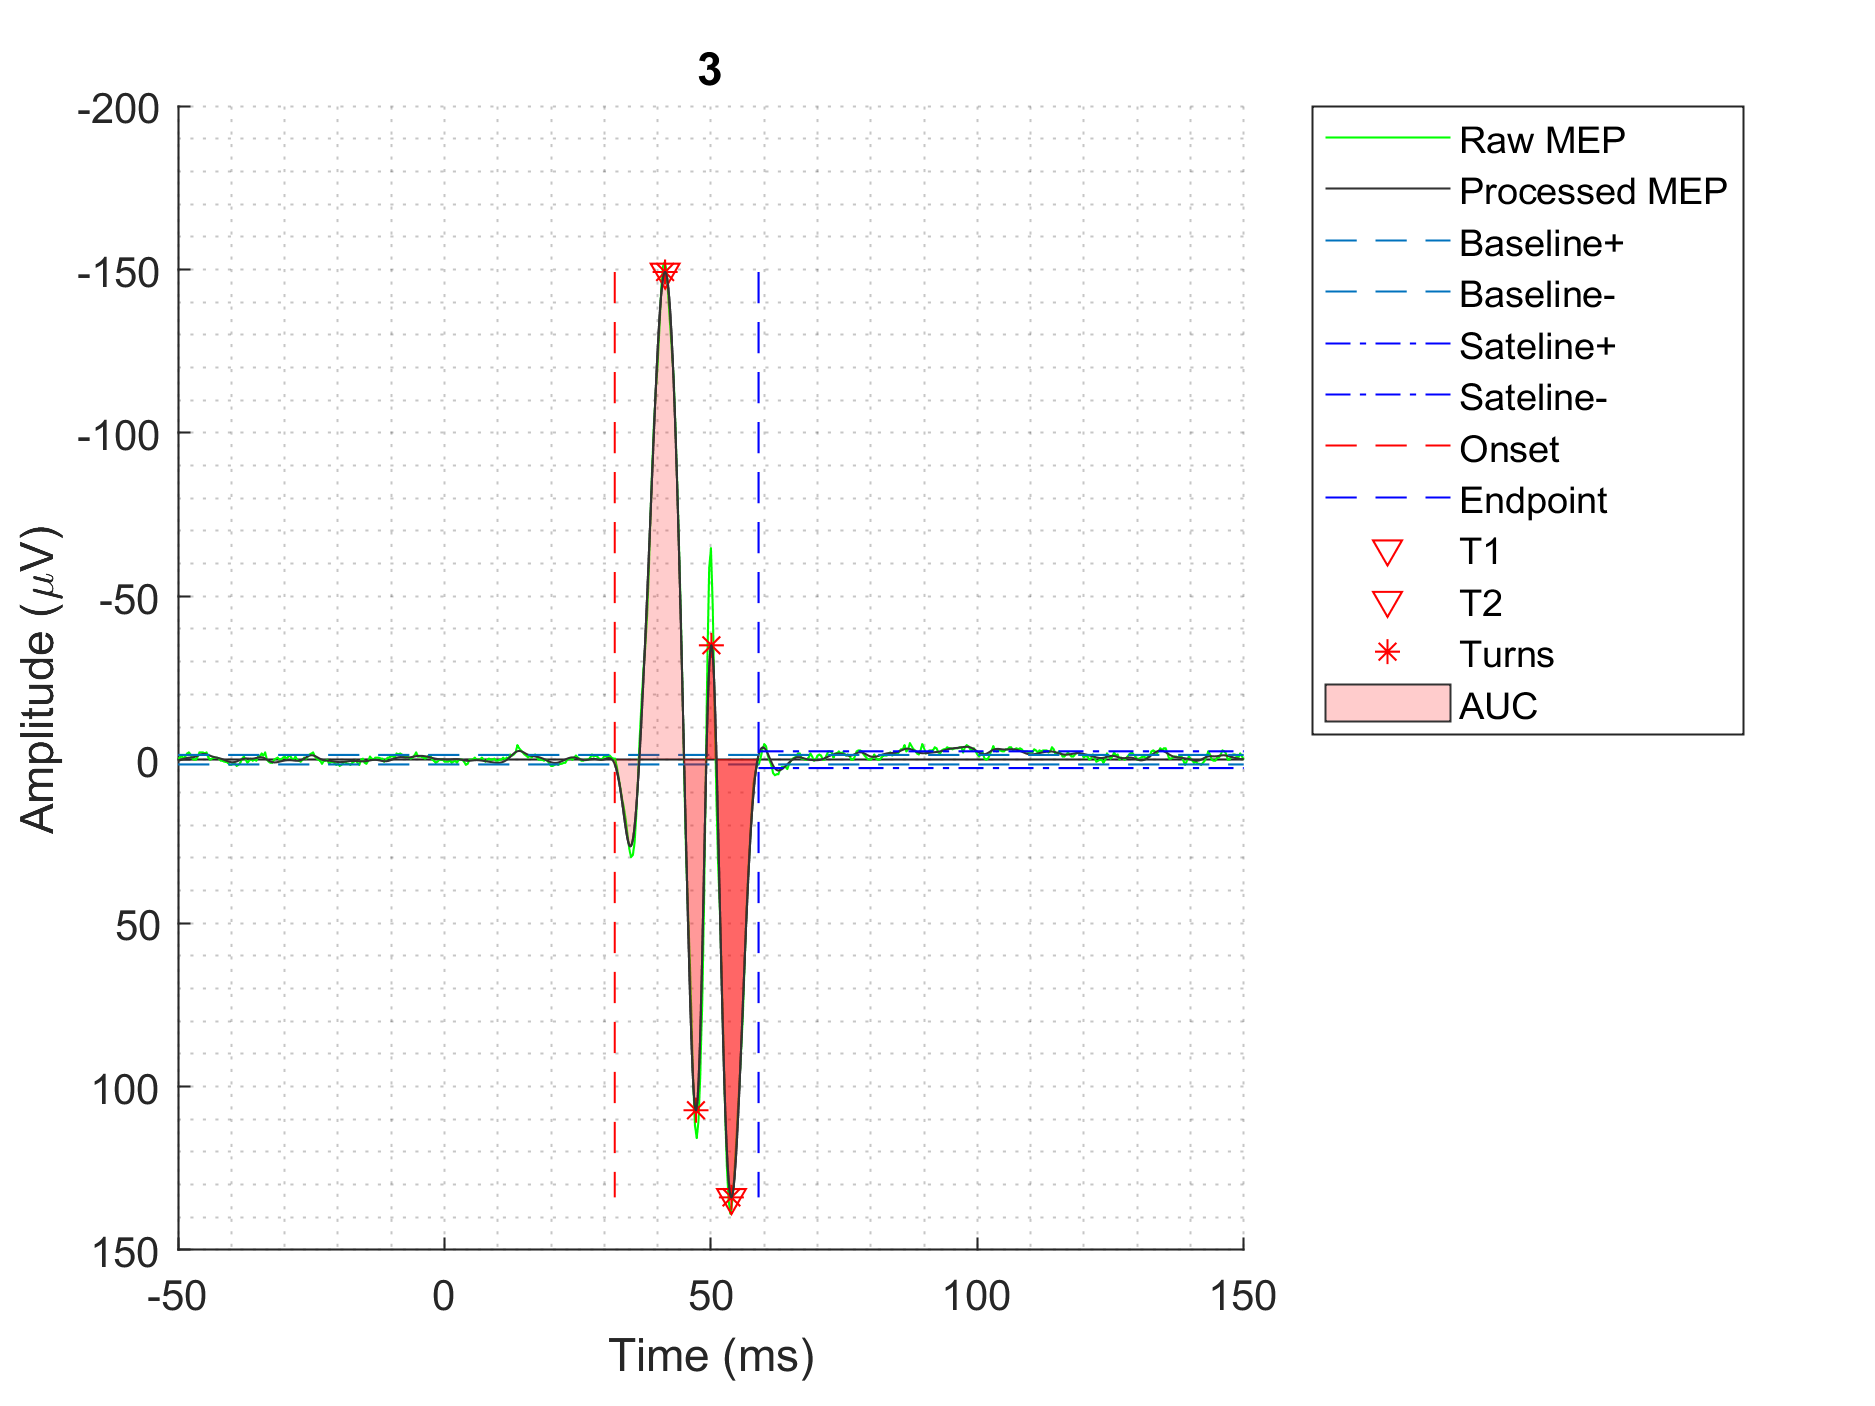 3
-200
-150
-100
-50
0
50
100
150
Amplitude (μV)
-50 0 50 100 150
Time (ms)
Raw MEP
Processed MEP
Baseline+
Baseline-
Sateline+
Sateline-
Onset
Endpoint
T1
T2
Turns
AUC